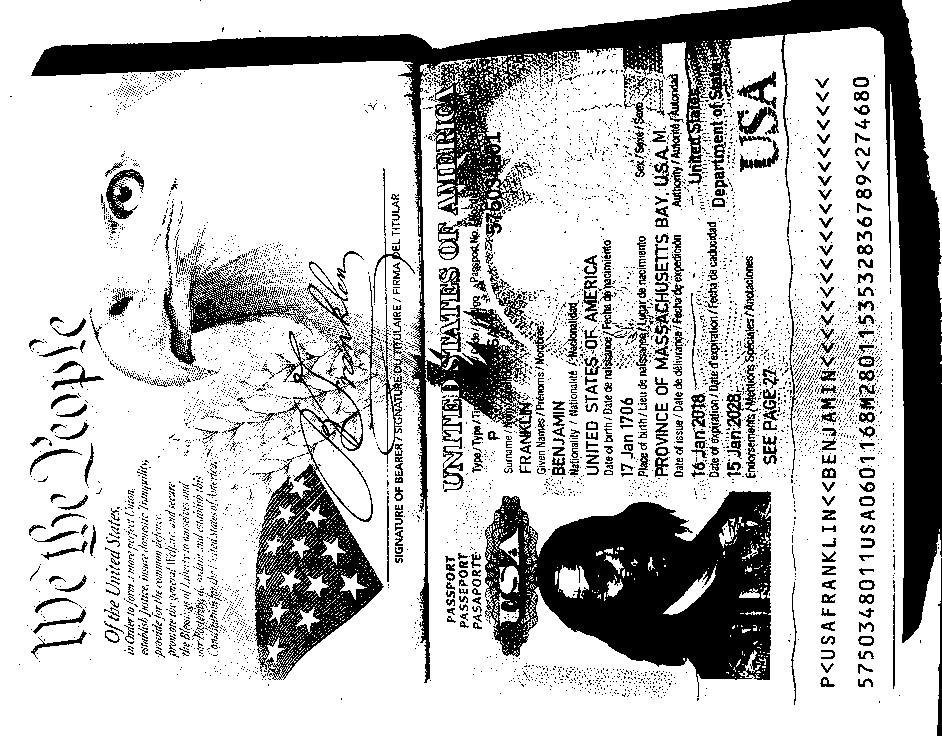 We the People
Of the United States,
in Order to form a more perfect Union,
establish Justice, insure domestic Tranquility,
provide for the common defence,
promote the general Welfare, and secure
the Blessings of Liberty to ourselves and
our Posterity, do ordain and establish this
Constitution for the United States of America.
B Franklin
SIGNATURE OF BEARER / SIGNATURE DU TITULAIRE / FIRMA DEL TITULAR
UNITED STATES OF AMERICA
PASSPORT
PASSEPORT
PASAPORTE
USA
Type / Type /
Passport No.
P
Surname /
FRANKLIN
Given Names / Prénoms / Nombres
BENJAMIN
Nationality / Nationalité / Nacionalidad
UNITED STATES OF AMERICA
Date of birth / Date de naissance / Fecha de nacimiento
17 Jan 1706
Place of birth / Lieu de naissance / Lugar de nacimiento
Sex / Sexe / Sexo
PROVINCE OF MASSACHUSETTS BAY, U.S.A. M
Date of issue / Date de délivrance / Fecha de expedición
Authority / Autorité / Autoridad
16 Jan 2018
United States
Date of expiration / Date d'expiration / Fecha de caducidad
Department of State
15 Jan 2028
Endorsements / Mentions Spéciales / Anotaciones
SEE PAGE 27
USA
P<USAFRANKLIN<<BENJAMIN<<<<<<<<<<<<<<<<<<<<<
5750348011USA0601168M2801153532836789<274680